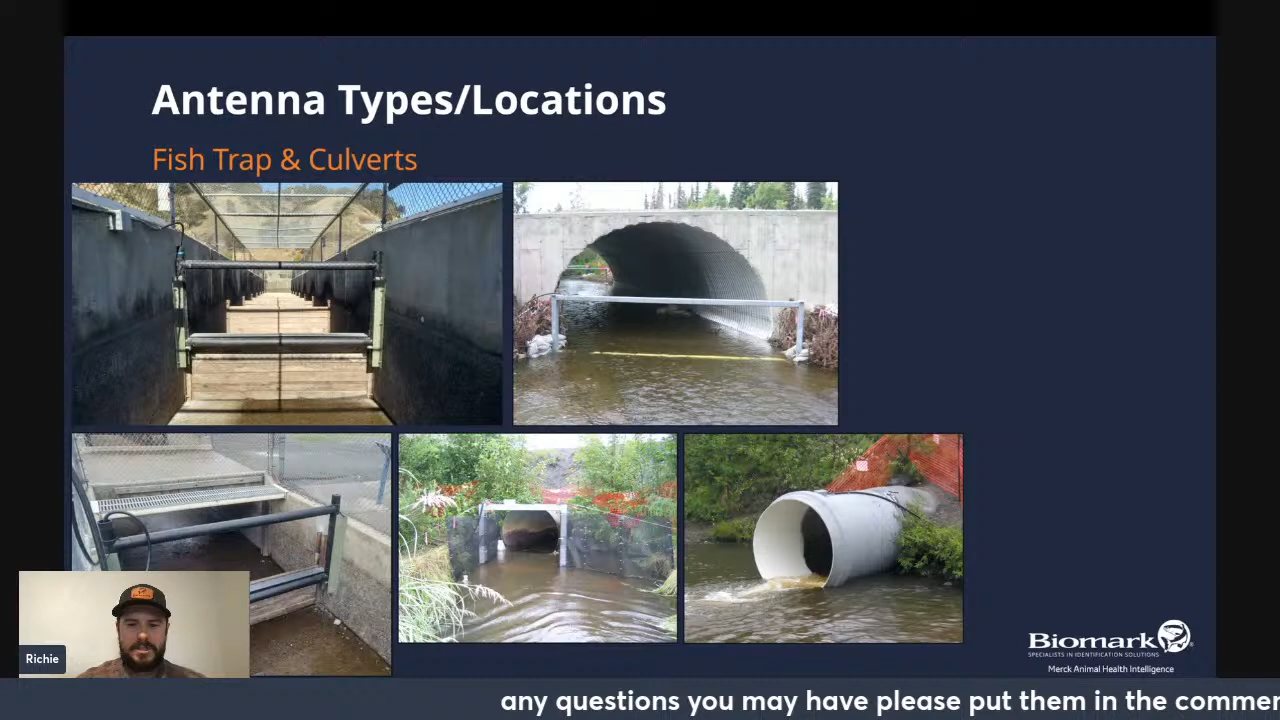 Antenna Types/Locations
Fish Trap & Culverts
Richie
Biomark
SPECIALISTS IN IDENTIFICATION SOLUTIONS
Merck Animal Health Intelligence
any questions you may have please put them in the commer